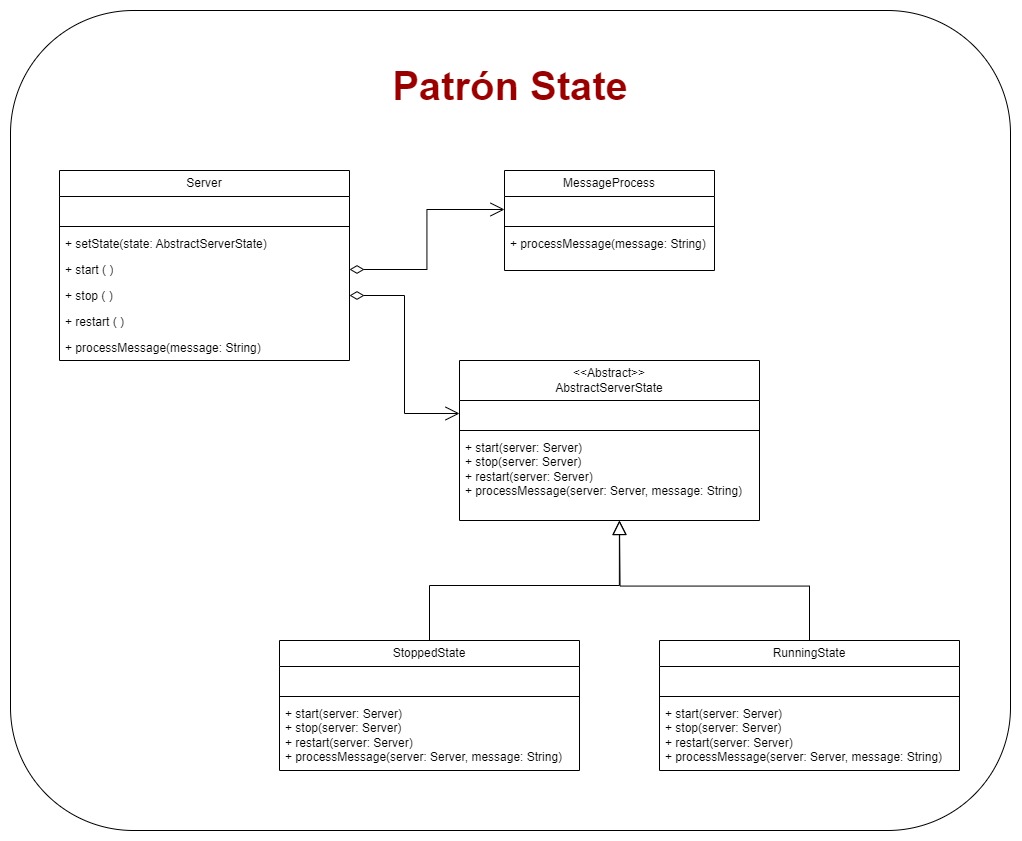 Patrón State
Server
+ setState(state: AbstractServerState)
+ start ( )
+ stop ( )
+ restart ( )
+ processMessage(message: String)
MessageProcess
+ processMessage(message: String)
<<Abstract>>
AbstractServerState
+ start(server: Server)
+ stop(server: Server)
+ restart(server: Server)
+ processMessage(server: Server, message: String)
StoppedState
+ start(server: Server)
+ stop(server: Server)
+ restart(server: Server)
+ processMessage(server: Server, message: String)
RunningState
+ start(server: Server)
+ stop(server: Server)
+ restart(server: Server)
+ processMessage(server: Server, message: String)